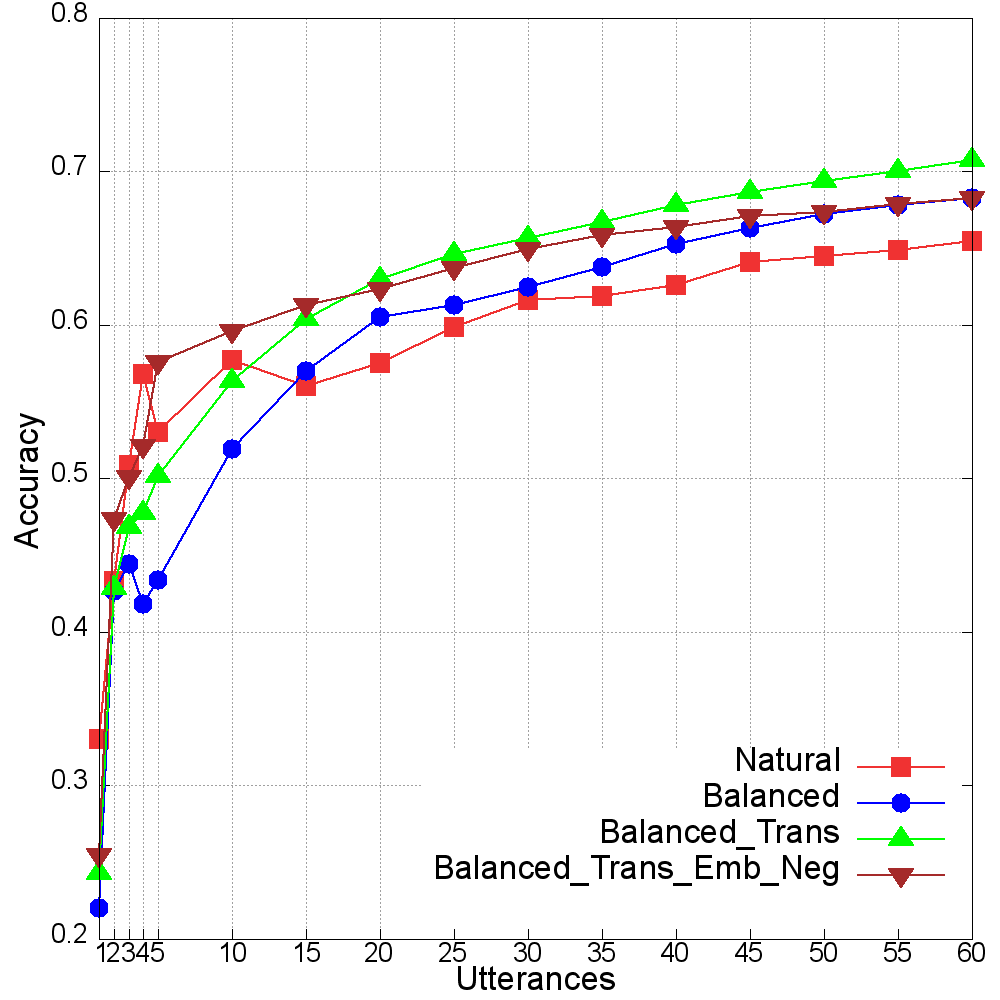 0.8
0.7
0.6
0.5
0.4
0.3
0.2
Accuracy
Natural
Balanced
Balanced_Trans
Balanced_Trans_Emb_Neg
1 2 3 4 5 10 15 20 25 30 35 40 45 50 55 60
Utterances